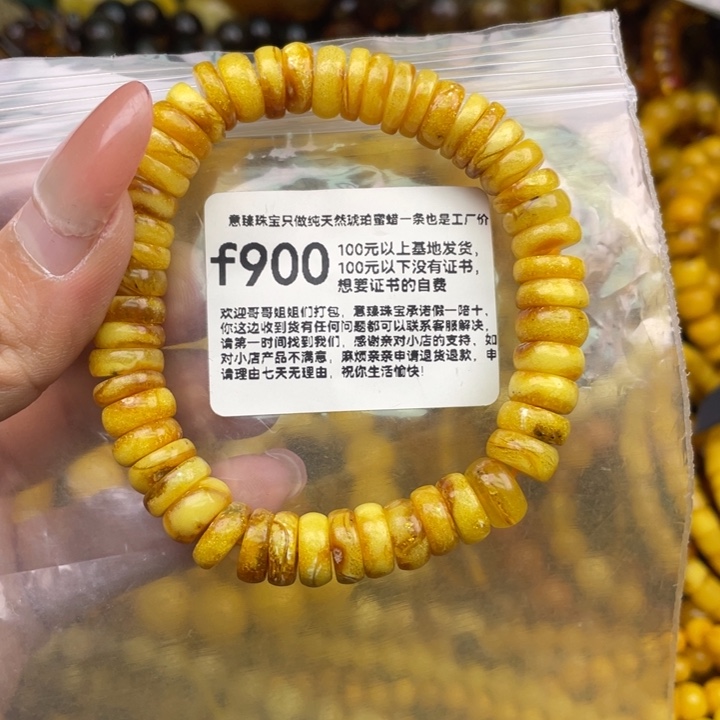 意臻珠宝只做纯天然琥珀蜜蜡一条也是工厂价
f900
100元以上基地发货，
100元以下没有证书，
想要证书的自费
欢迎哥哥姐姐们打包，意臻珠宝承诺假一陪十、
你这边收到货有任何问题都可以联系客服解决，
请第一时间找到我们，感谢亲对小店的支持，如
对小店产品不满意，麻烦亲亲申请退货退款，申
请理由七天无理由，祝你生活愉快！